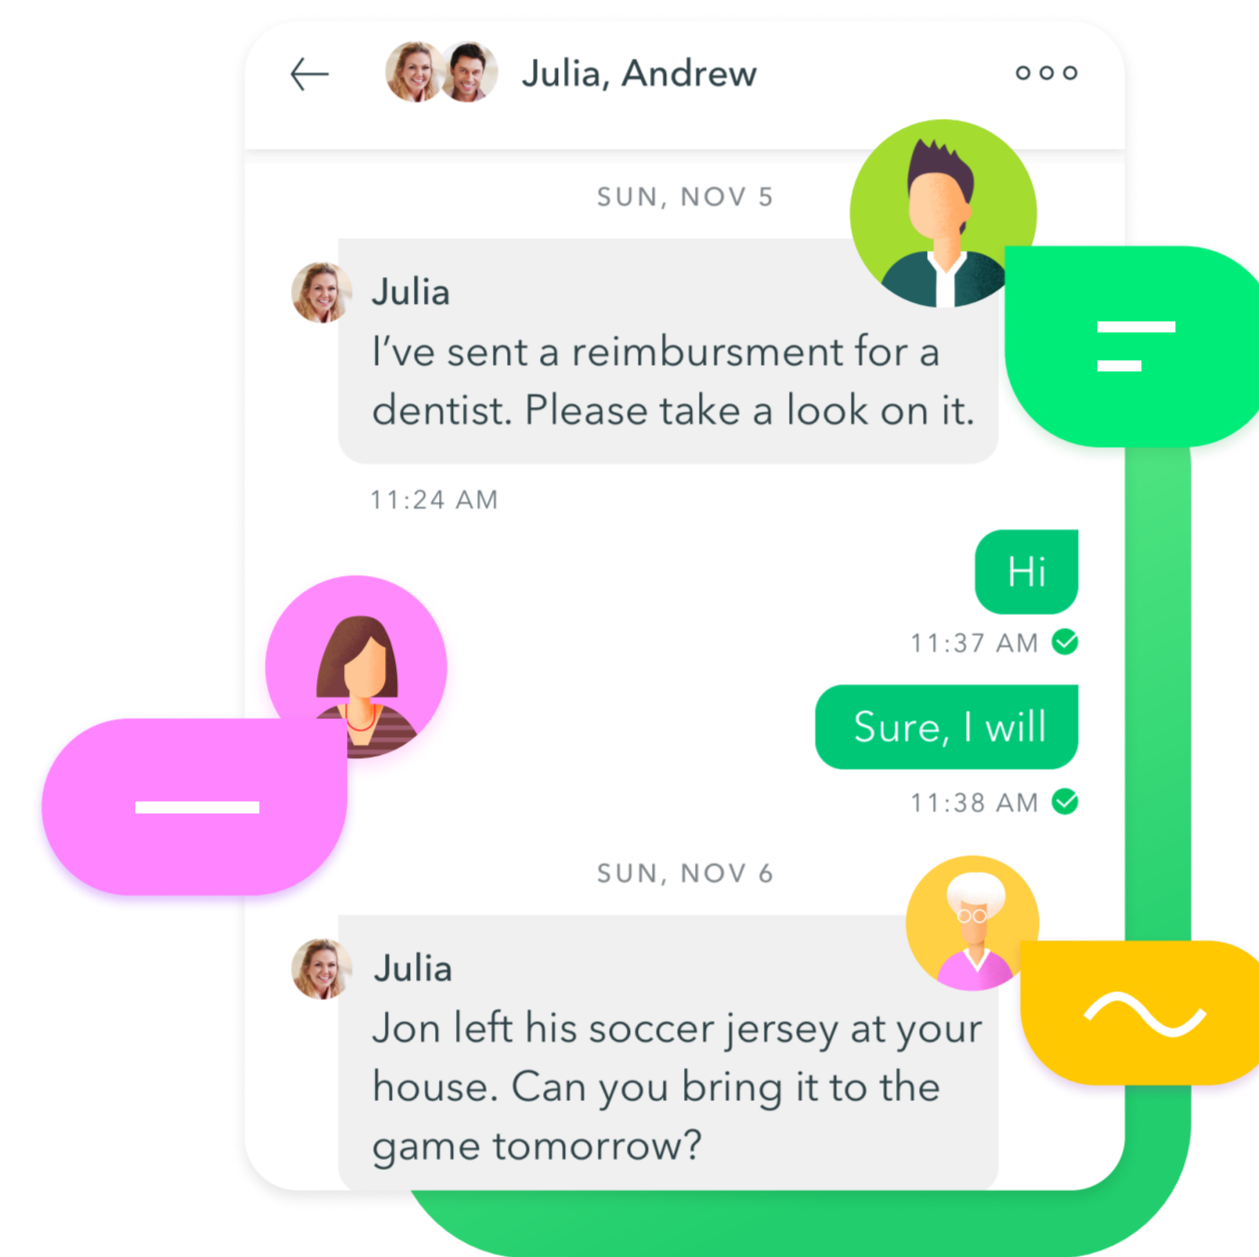 Julia, Andrew
SUN, NOV 5
Julia
I’ve sent a reimbursment for a
dentist. Please take a look on it.
11:24 AM
Hi
11:37 AM
Sure, I will
11:38 AM
SUN, NOV 6
Julia
Jon left his soccer jersey at your
house. Can you bring it to the
game tomorrow?